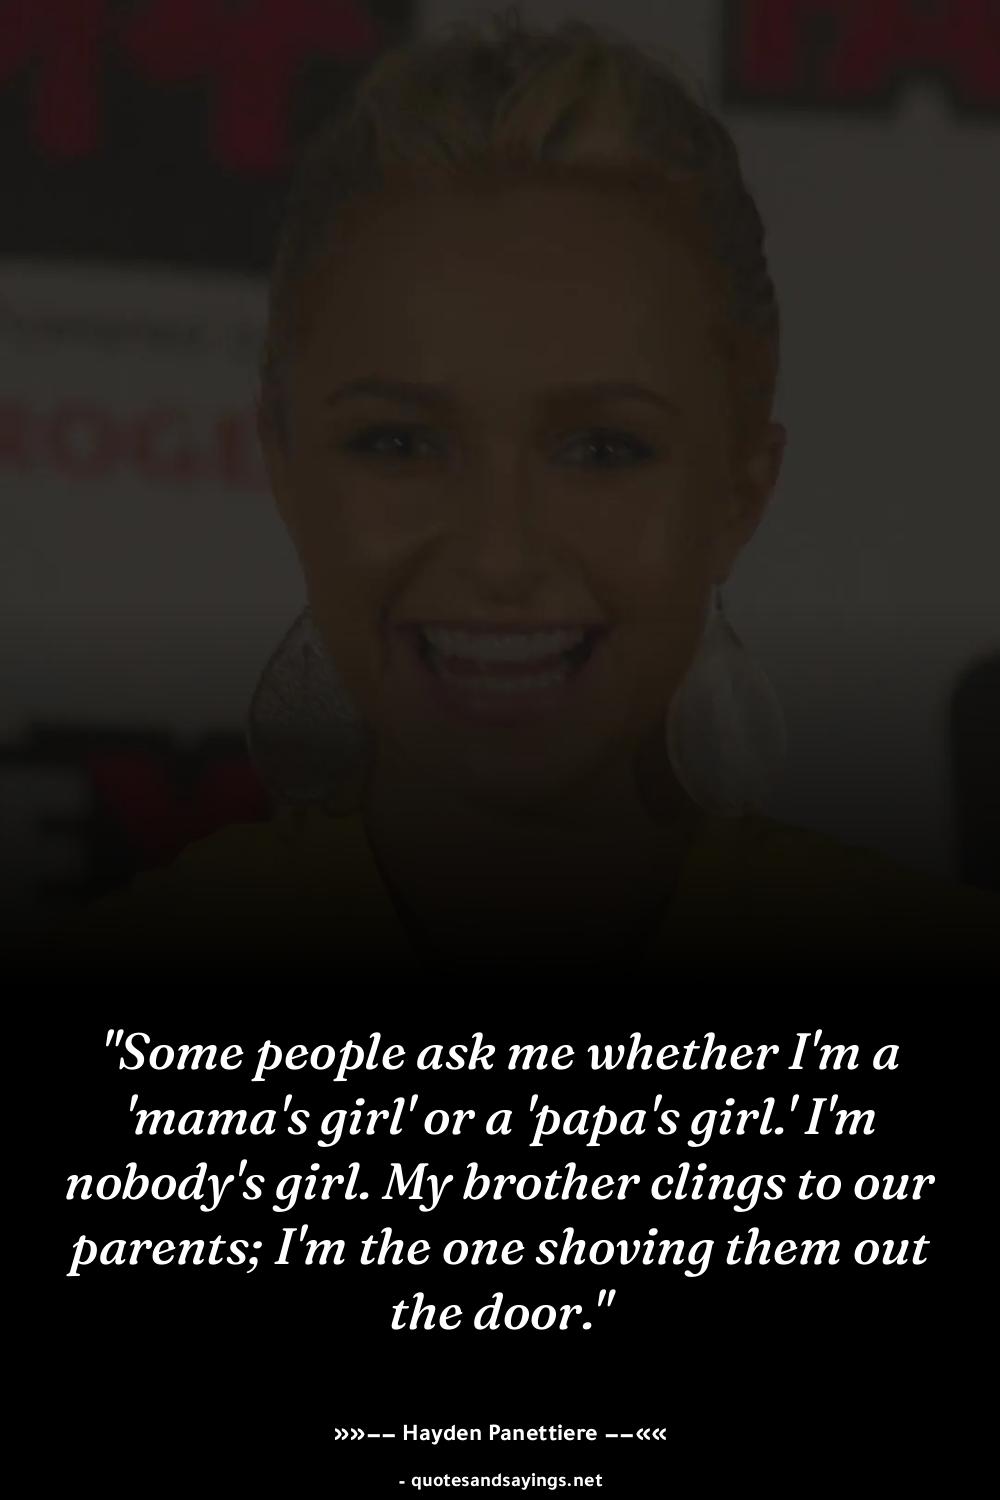 "Some people ask me whether I'm a
'mama's girl' or a 'papa's girl.' I'm
nobody's girl. My brother clings to our
parents; I'm the one shoving them out
the door."
»»−− Hayden Panettiere −−««
- quotesandsayings.net